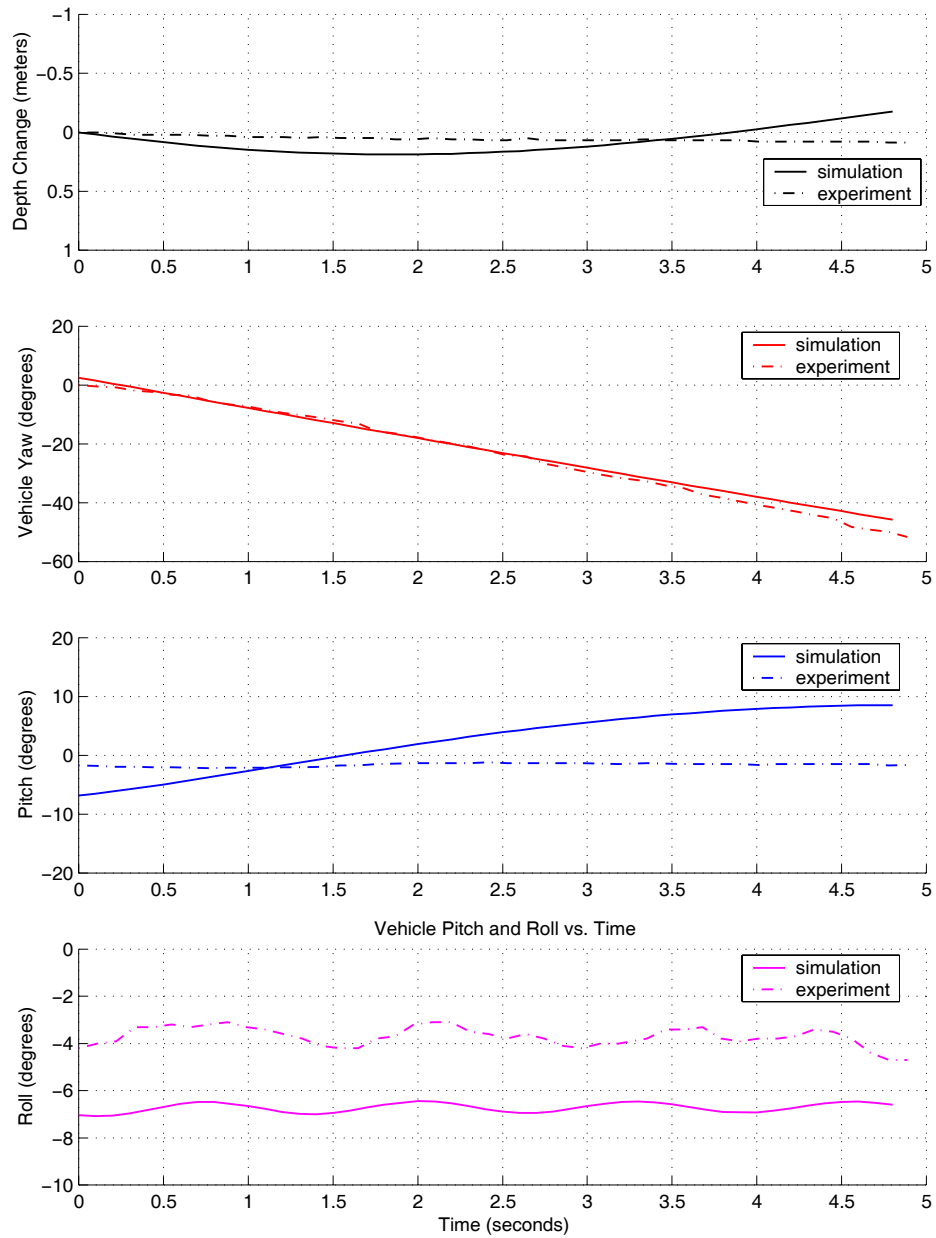 −1
−0.5
0
0.5
1
Depth Change (meters)
simulation
experiment
0 0.5 1 1.5 2 2.5 3 3.5 4 4.5 5
20
0
−20
−40
−60
Vehicle Yaw (degrees)
simulation
experiment
0 0.5 1 1.5 2 2.5 3 3.5 4 4.5 5
20
10
0
−10
−20
Pitch (degrees)
simulation
experiment
0 0.5 1 1.5 2 2.5 3 3.5 4 4.5 5
Vehicle Pitch and Roll vs. Time
0
−2
−4
−6
−8
−10
Roll (degrees)
simulation
experiment
0 0.5 1 1.5 2 2.5 3 3.5 4 4.5 5
Time (seconds)